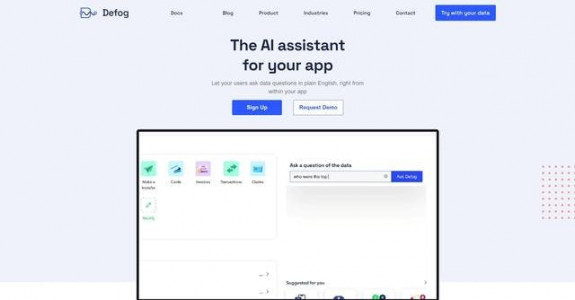 Defog
Docs
Blog
Product
Industries
Pricing
Contact
Try with your data
The AI assistant
for your app
Let your users ask data questions in plain English, right from
within your app
Sign Up
Request Demo
Make a
transfer
Cards
Invoices
Transactions
Claims
Modify
Ask a question of the data
who were the top
Ask Defog
Suggested for you